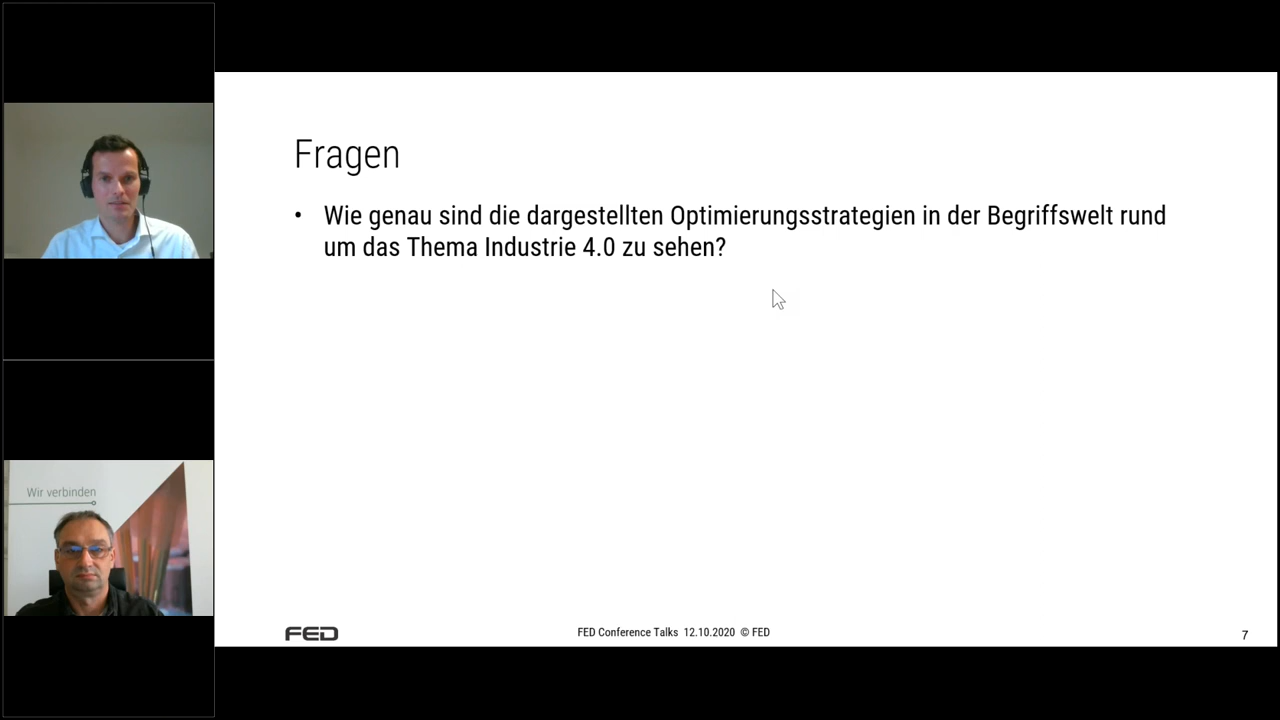 Fragen
• Wie genau sind die dargestellten Optimierungsstrategien in der Begriffswelt rund
um das Thema Industrie 4.0 zu sehen?
Wir verbinden
FED
FED Conference Talks 12.10.2020 © FED
7